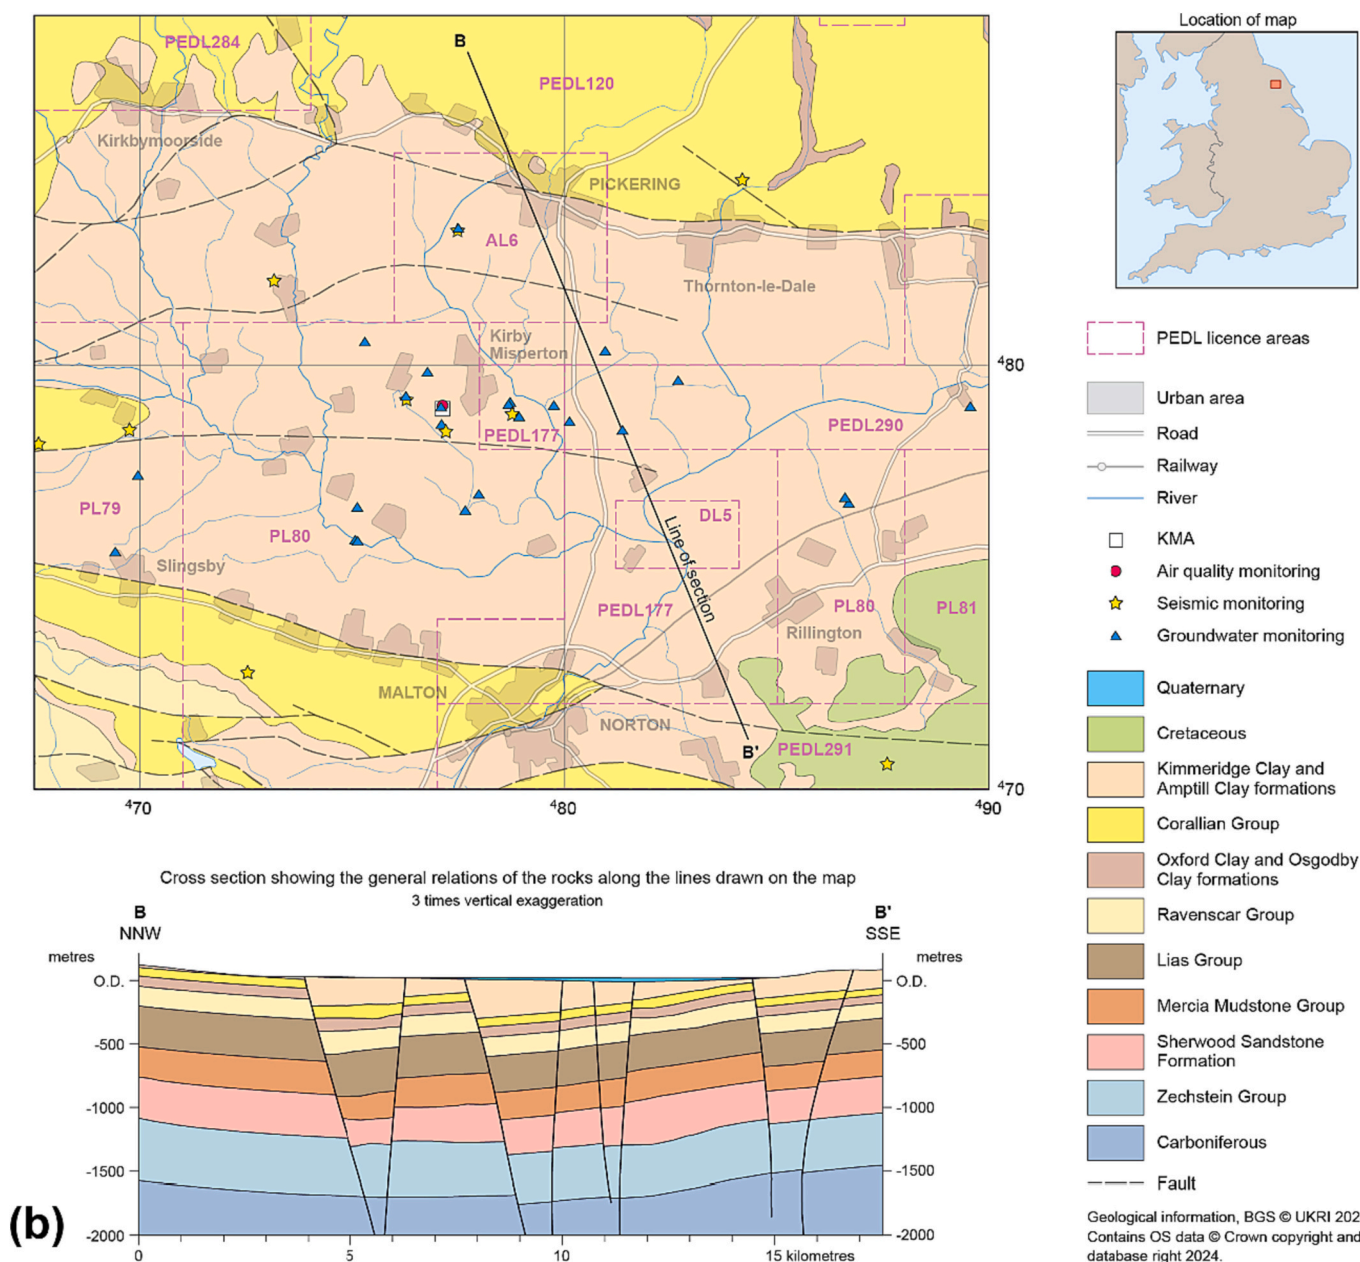 Location of map
B
PEDL284
PEDL120
Kirkbymoorside
PICKERING
AL6
Thornton-le-Dale
Kirby
Misperton
⁴80
PEDL177
PEDL290
PL79
PL80
DL5
Slingsby
Line of section
PEDL177
PL80
PL81
Rillington
MALTON
NORTON
B'
PEDL291
⁴70
⁴70
⁴80
⁴90
PEDL licence areas
Urban area
Road
Railway
River
KMA
Air quality monitoring
Seismic monitoring
Groundwater monitoring
Quaternary
Cretaceous
Kimmeridge Clay and
Amptill Clay formations
Corallian Group
Oxford Clay and Osgodby
Clay formations
Ravenscar Group
Lias Group
Mercia Mudstone Group
Sherwood Sandstone
Formation
Zechstein Group
Carboniferous
Fault
Geological information, BGS © UKRI 202
Contains OS data © Crown copyright and
database right 2024.
Cross section showing the general relations of the rocks along the lines drawn on the map
3 times vertical exaggeration
B
NNW
B'
SSE
metres
metres
O.D.
O.D.
-500
-500
-1000
-1000
-1500
-1500
-2000
-2000
0
5
10
15 kilometres
(b)